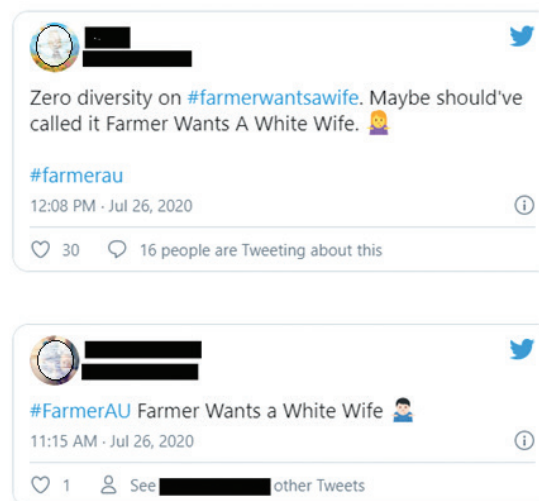 Zero diversity on #farmerwantsawife. Maybe should've
called it Farmer Wants A White Wife. 🤷‍♀️
#farmerau
12:08 PM · Jul 26, 2020
30 16 people are Tweeting about this
#FarmerAU Farmer Wants a White Wife 🤷🏻‍♂️
11:15 AM · Jul 26, 2020
1 See other Tweets